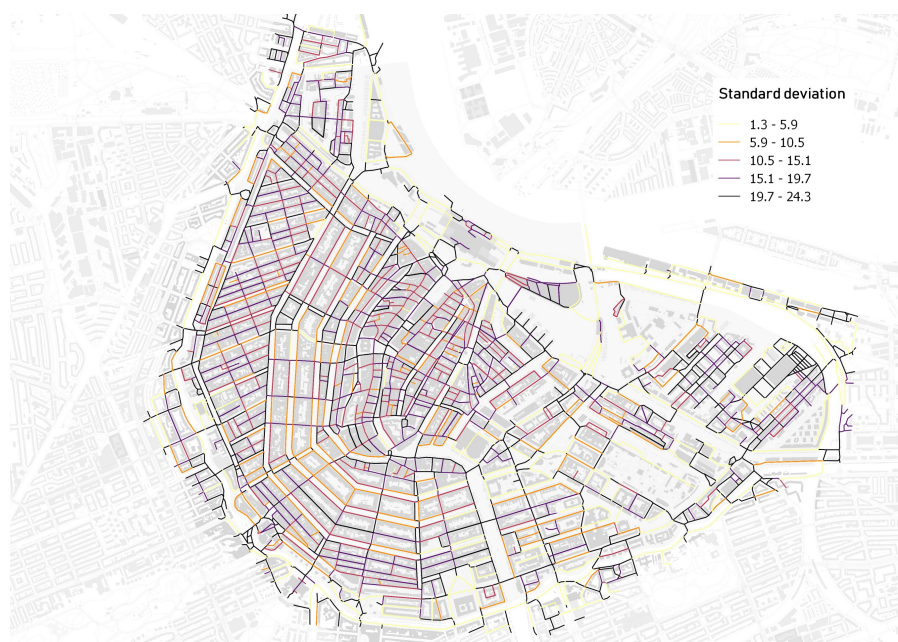 Standard deviation
1.3 - 5.9
5.9 - 10.5
10.5 - 15.1
15.1 - 19.7
19.7 - 24.3